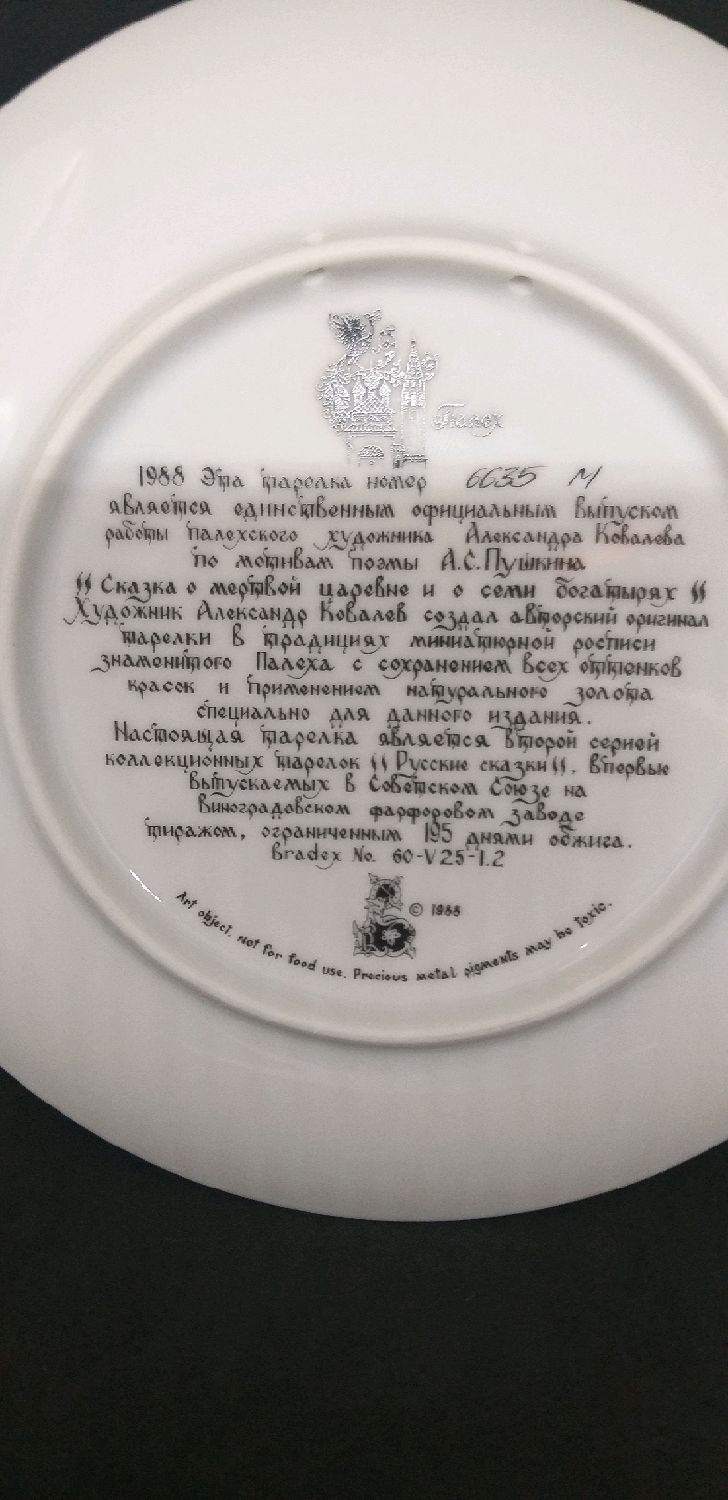 Палех
1988 Эта тарелка номер 6635 М
является единственным официальным выпуском
работы палехского художника Александра Ковалева
по мотивам поэмы А.С.Пушкина
"Сказка о мертвой царевне и о семи богатырях"
Художник Александр Ковалев создал авторский оригинал
тарелки в традициях миниатюрной росписи
знаменитого Палеха с сохранением всех оттенков
красок и применением натурального золота
специально для данного издания.
Настоящая тарелка является второй серией
коллекционных тарелок "Русские сказки". Впервые
выпускаемых в Советском Союзе на
Виноградовском фарфоровом заводе
тиражом, ограниченным 195 днями обжига.
Bradex No. 60-V25-1.2
© 1988
Art object. Not for food use. Precious metal pigments may be toxic.